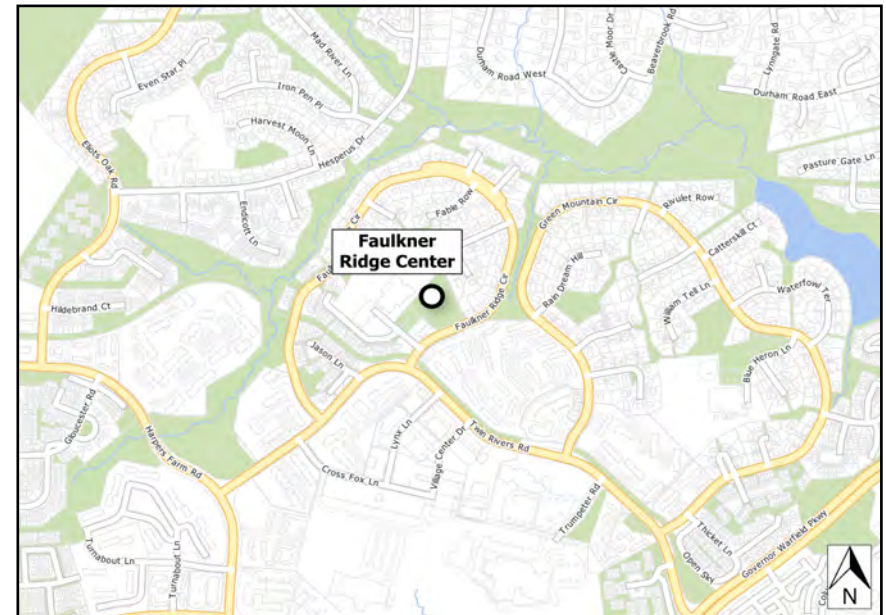 Even Star Pl
Mad River Ln
Iron Pen Pl
Harvest Moon Ln
Hesperus Dr
Eliots Oak Rd
Endicott Ln
Hildebrand Ct
Durham Road West
Castle Moor Dr
Beaverbrook Rd
Lynngate Rd
Durham Road East
Pasture Gate Ln
Fable Row
Cir
Faulkner
Ridge Center
Faulkner Ridge Cir
Green Mountain Cir
Rivulet Row
Catterskill Ct
Rain Dream Hill
William Tell Ln
Waterfowl Ter
Blue Heron Ln
Jason Ln
Gloucester Rd
Harpers Farm Rd
Lynx Ln
Village Center Dr
Cross Fox Ln
Twin Rivers Rd
Trumpeter Rd
Turnabout Ln
Turnabout Ln
Thicket Ln
Open Sky
Governor Warfield Pkwy
N